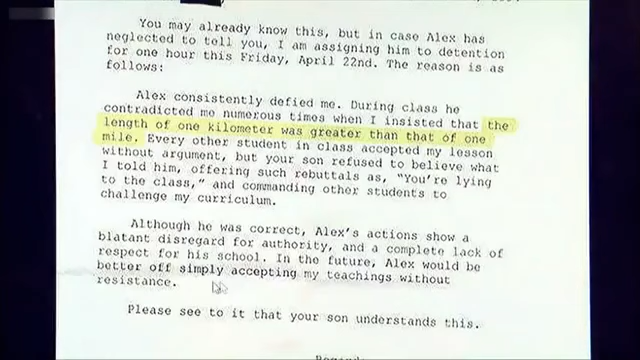 You may already know this, but in case Alex has
neglected to tell you, I am assigning him to detention
for one hour this Friday, April 22nd. The reason is as
follows:
Alex consistently defied me. During class he
contradicted me numerous times when I insisted that the
length of one kilometer was greater than that of one
mile. Every other student in class accepted my lesson
without argument, but your son refused to believe what
I told him, offering such rebuttals as, "You're lying
to the class," and commanding other students to
challenge my curriculum.
Although he was correct, Alex's actions show a
blatant disregard for authority, and a complete lack of
respect for his school. In the future, Alex would be
better off simply accepting my teachings without
resistance.
Please see to it that your son understands this.